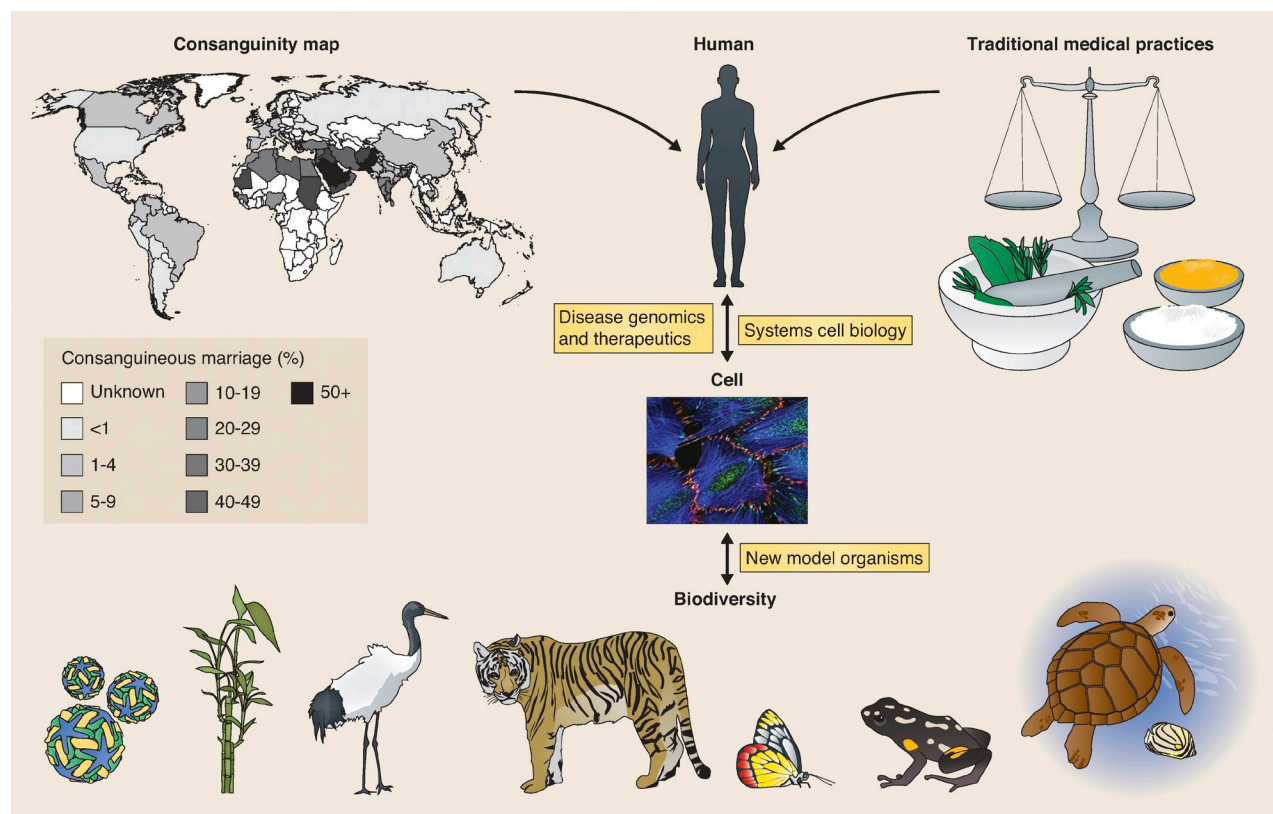 Consanguinity map
Human
Traditional medical practices
Disease genomics
and therapeutics
Systems cell biology
Cell
Consanguineous marriage (%)
Unknown
10-19
50+
<1
20-29
1-4
30-39
5-9
40-49
New model organisms
Biodiversity